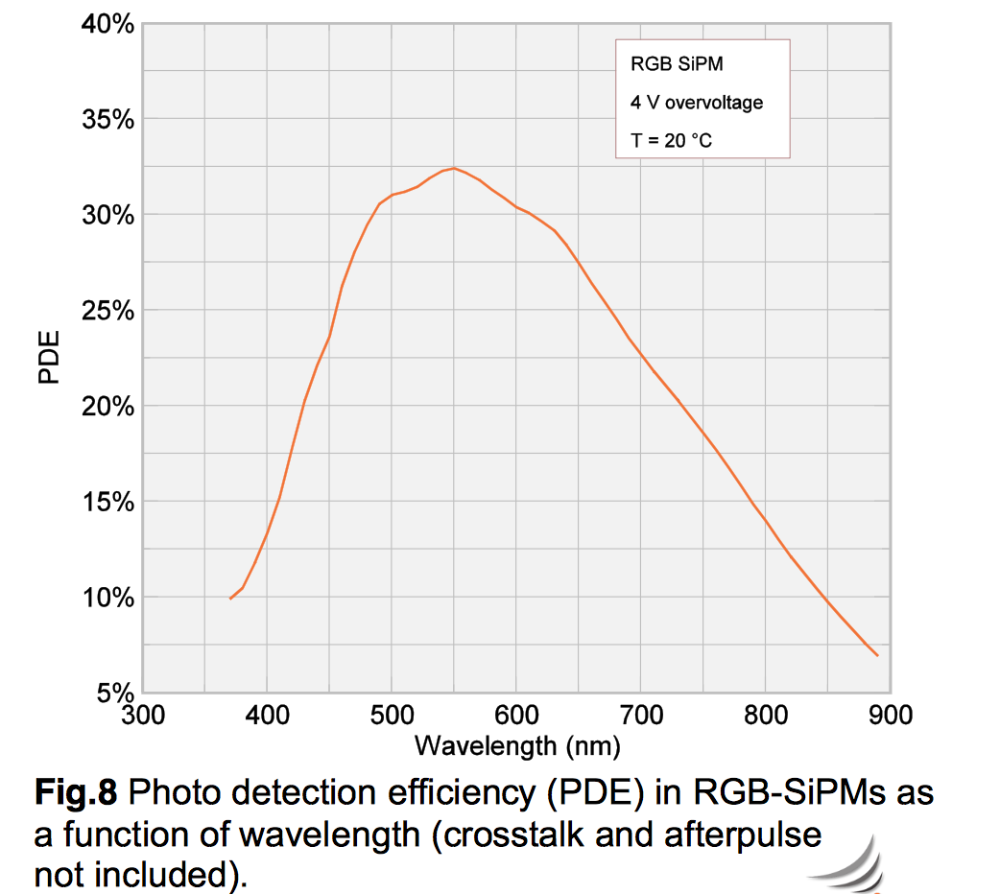 40%
35%
30%
25%
20%
15%
10%
5%
PDE
RGB SiPM
4 V overvoltage
T = 20 °C
300 400 500 600 700 800 900
Wavelength (nm)
Fig.8 Photo detection efficiency (PDE) in RGB-SiPMs as
a function of wavelength (crosstalk and afterpulse
not included).